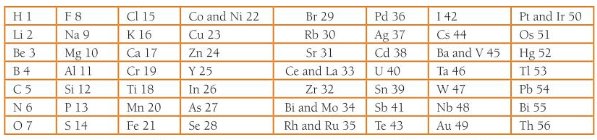 H 1 F 8 Cl 15 Co and Ni 22 Br 29 Pd 36 I 42 Pt and Ir 50
Li 2 Na 9 K 16 Cu 23 Rb 30 Ag 37 Cs 44 Os 51
Be 3 Mg 10 Ca 17 Zn 24 Sr 31 Cd 38 Ba and V 45 Hg 52
B 4 Al 11 Cr 19 Y 25 Ce and La 33 U 40 Ta 46 Tl 53
C 5 Si 12 Ti 18 In 26 Zr 32 Sn 39 W 47 Pb 54
N 6 P 13 Mn 20 As 27 Bi and Mo 34 Sb 41 Nb 48 Bi 55
O 7 S 14 Fe 21 Se 28 Rh and Ru 35 Te 43 Au 49 Th 56